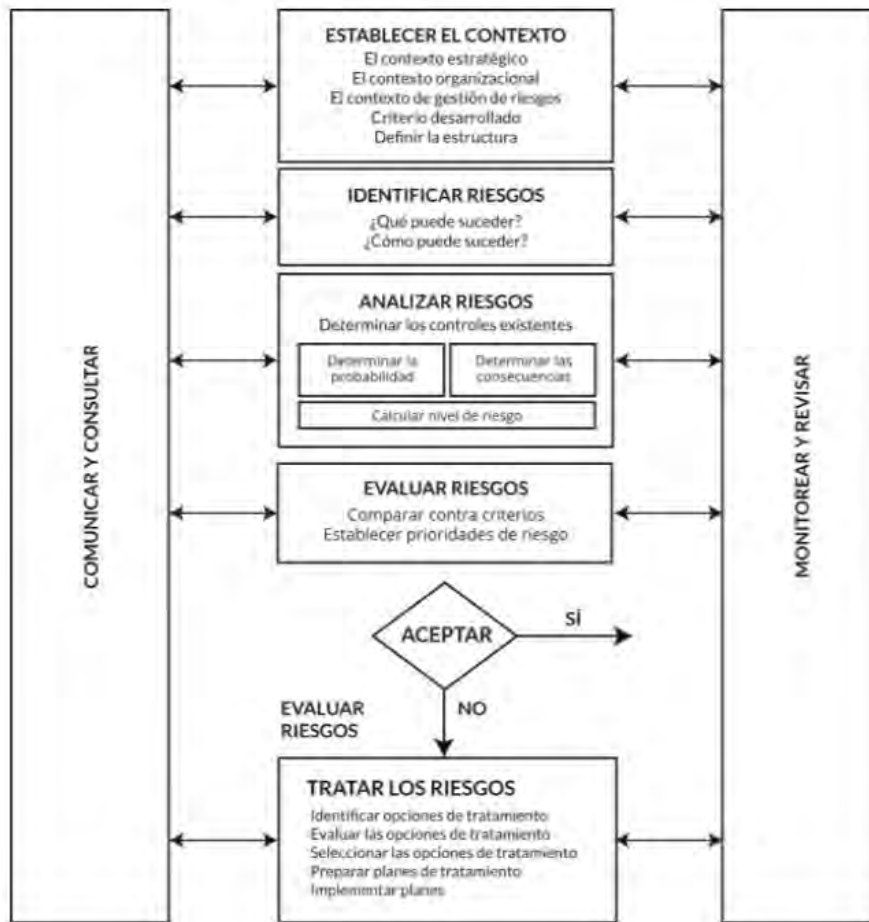 ESTABLECER EL CONTEXTO
El contexto estratégico
El contexto organizacional
El contexto de gestión de riesgos
Criterio desarrollado
Definir la estructura
IDENTIFICAR RIESGOS
¿Qué puede suceder?
¿Cómo puede suceder?
ANALIZAR RIESGOS
Determinar los controles existentes
Determinar la
probabilidad
Determinar las
consecuencias
Calcular nivel de riesgo
EVALUAR RIESGOS
Comparar contra criterios
Establecer prioridades de riesgo
ACEPTAR
SÍ
NO
EVALUAR
RIESGOS
TRATAR LOS RIESGOS
Identificar opciones de tratamiento
Evaluar las opciones de tratamiento
Seleccionar las opciones de tratamiento
Preparar planes de tratamiento
Implementar planes
COMUNICAR Y CONSULTAR
MONITOREAR Y REVISAR